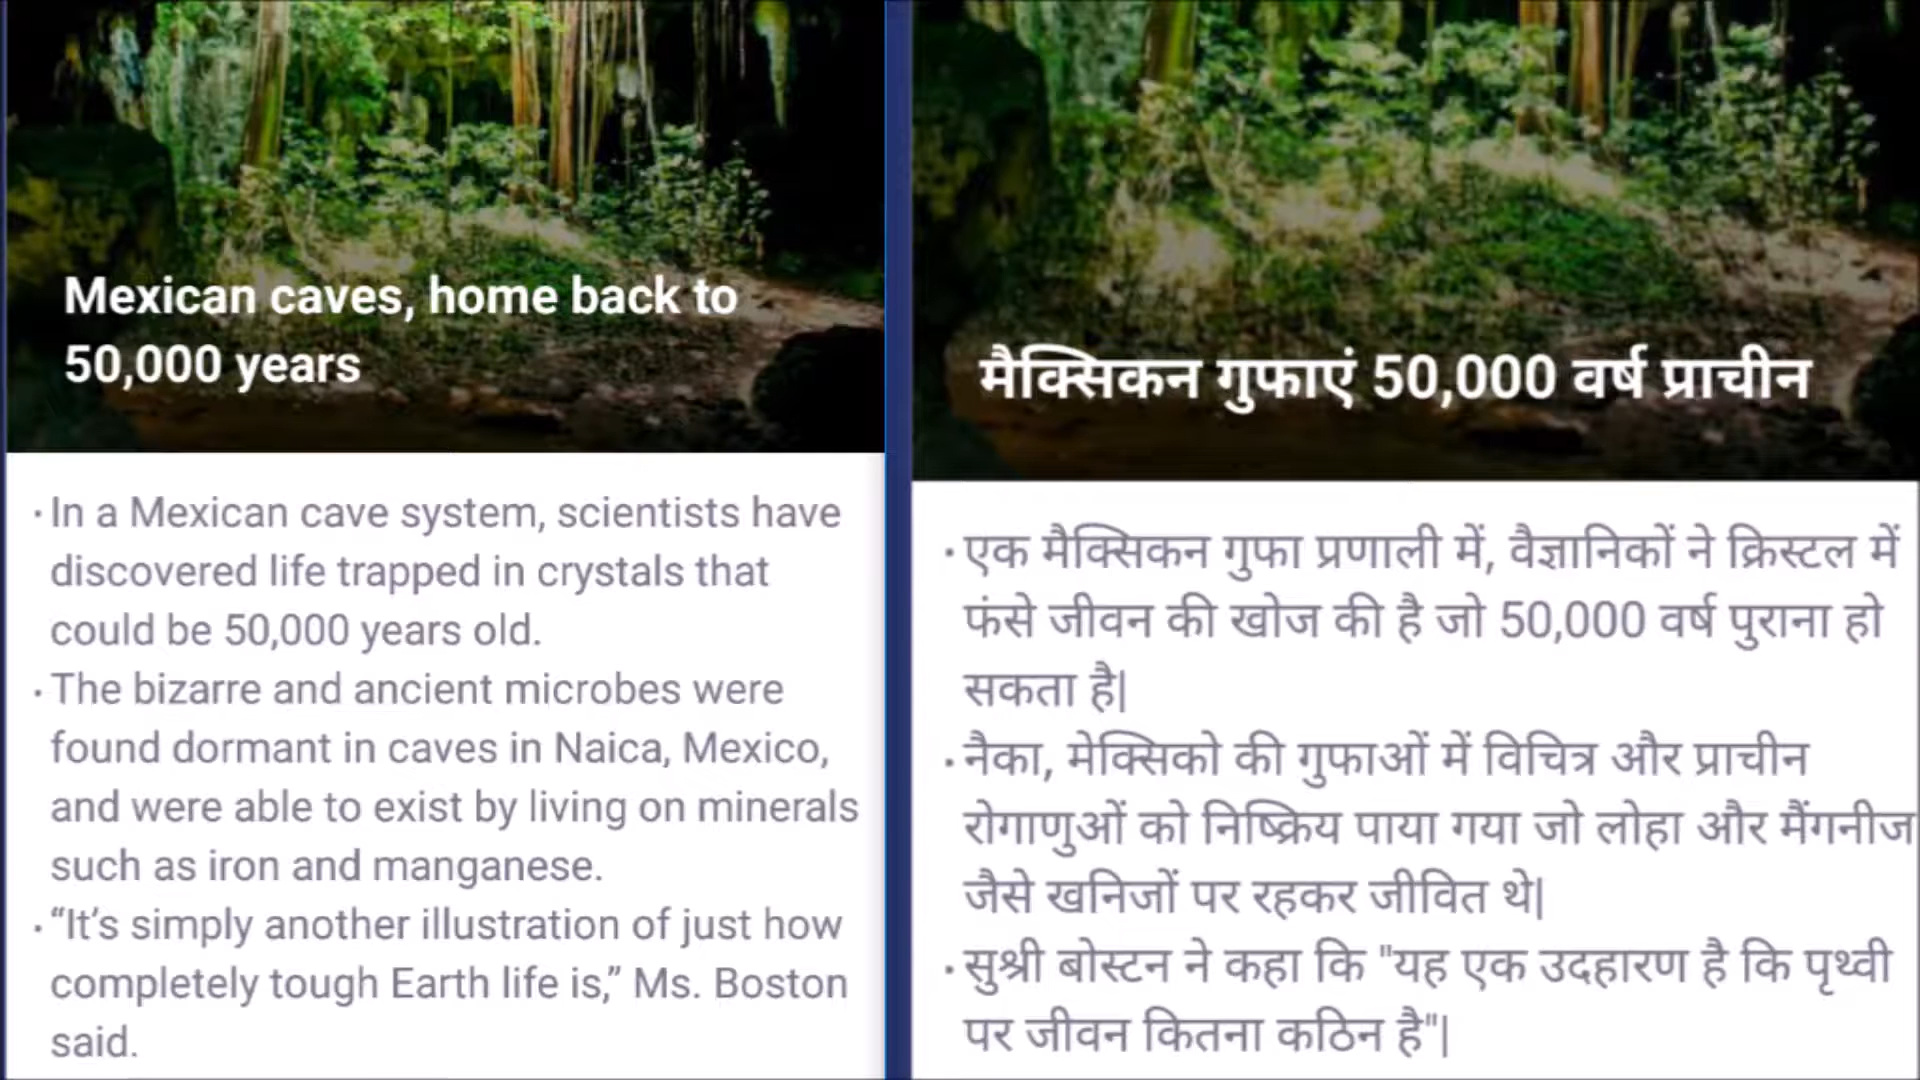 Mexican caves, home back to
50,000 years
· In a Mexican cave system, scientists have
discovered life trapped in crystals that
could be 50,000 years old.
· The bizarre and ancient microbes were
found dormant in caves in Naica, Mexico,
and were able to exist by living on minerals
such as iron and manganese.
· “It’s simply another illustration of just how
completely tough Earth life is,” Ms. Boston
said.
मैक्सिकन गुफाएं 50,000 वर्ष प्राचीन
· एक मैक्सिकन गुफा प्रणाली में, वैज्ञानिकों ने क्रिस्टल में
फंसे जीवन की खोज की है जो 50,000 वर्ष पुराना हो
सकता है|
· नैका, मेक्सिको की गुफाओं में विचित्र और प्राचीन
रोगाणुओं को निष्क्रिय पाया गया जो लोहा और मैंगनीज
जैसे खनिजों पर रहकर जीवित थे|
· सुश्री बोस्टन ने कहा कि "यह एक उदहारण है कि पृथ्वी
पर जीवन कितना कठिन है"|